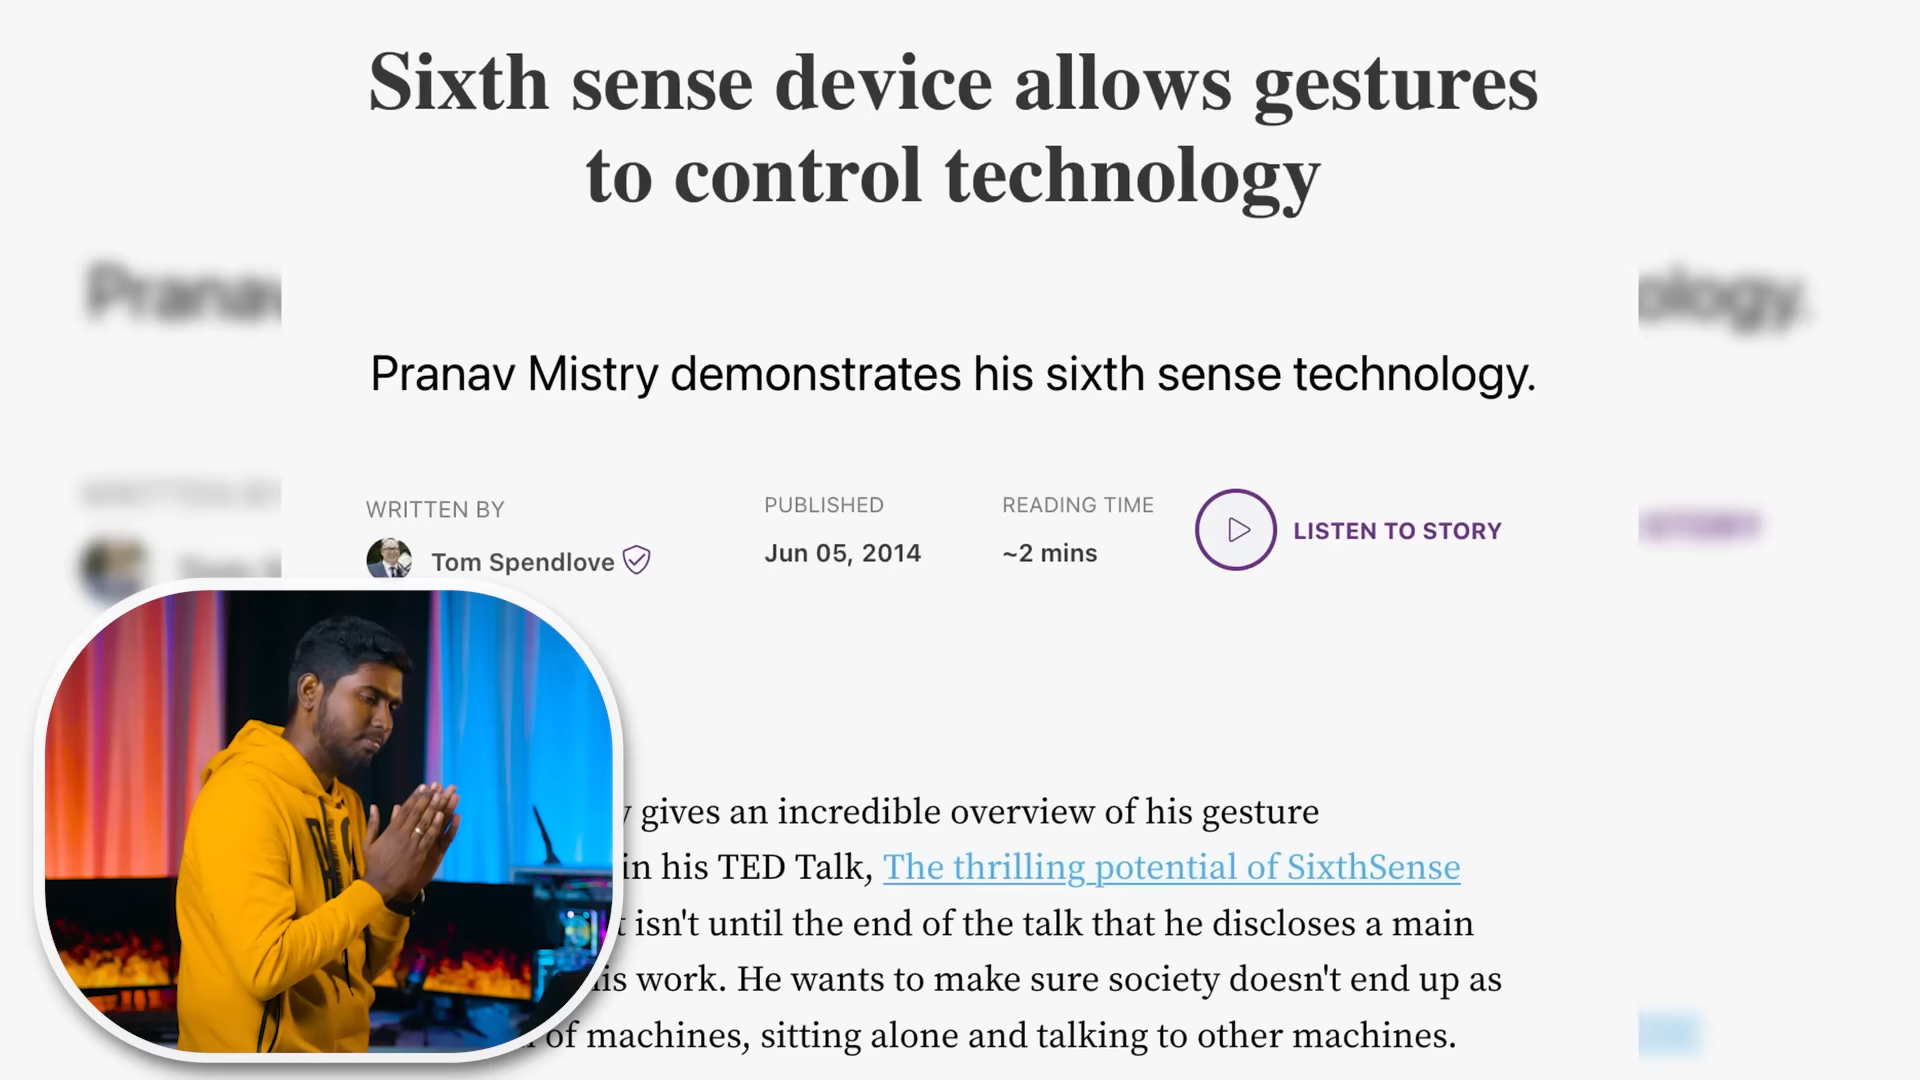 Sixth sense device allows gestures
to control technology
Pranav Mistry demonstrates his sixth sense technology.
WRITTEN BY
Tom Spendlove
PUBLISHED
Jun 05, 2014
READING TIME
~2 mins
LISTEN TO STORY
gives an incredible overview of his gesture
in his TED Talk, The thrilling potential of SixthSense
isn't until the end of the talk that he discloses a main
work. He wants to make sure society doesn't end up as
of machines, sitting alone and talking to other machines.